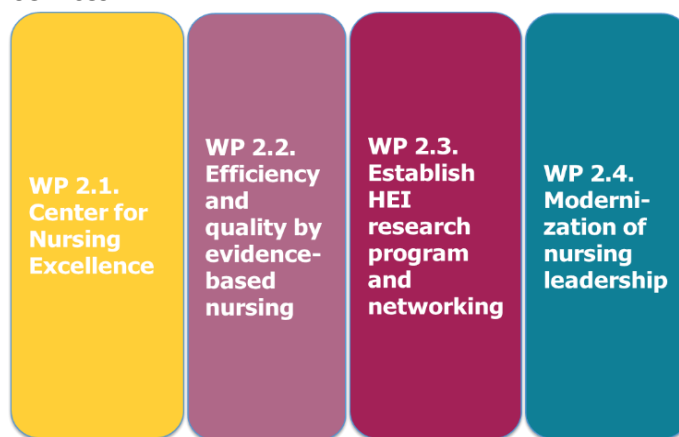 WP 2.1.
Center for
Nursing
Excellence
WP 2.2.
Efficiency
and
quality by
evidence-
based
nursing
WP 2.3.
Establish
HEI
research
program
and
networking
WP 2.4.
Moderni-
zation of
nursing
leadership